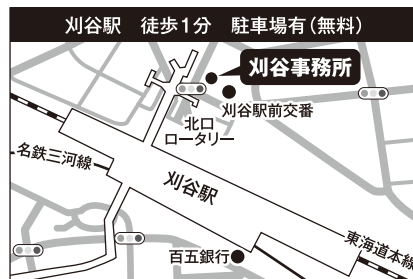 刈谷駅 徒歩1分 駐車場有(無料)
刈谷事務所
刈谷駅前交番
北口
ロータリー
名鉄三河線
刈谷駅
東海道本線
百五銀行